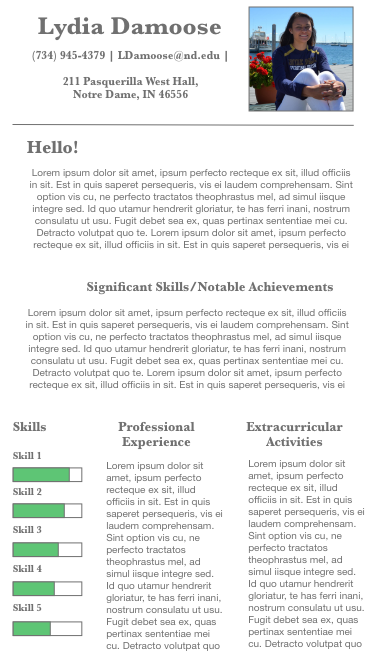 Lydia Damoose
(734) 945-4379 | LDamoose@nd.edu |
211 Pasquerilla West Hall,
Notre Dame, IN 46556
Hello!
Lorem ipsum dolor sit amet, ipsum perfecto recteque ex sit, illud officiis
in sit. Est in quis saperet persequeris, vis ei laudem comprehensam. Sint
option vis cu, ne perfecto tractatos theophrastus mel, ad simul iisque
integre sed. Id quo utamur hendrerit gloriatur, te has ferri inani, nostrum
consulatu ut usu. Fugit debet sea ex, quas pertinax sententiae mei cu.
Detracto volutpat quo te. Lorem ipsum dolor sit amet, ipsum perfecto
recteque ex sit, illud officiis in sit. Est in quis saperet persequeris, vis ei
Significant Skills/Notable Achievements
Lorem ipsum dolor sit amet, ipsum perfecto recteque ex sit, illud officiis
in sit. Est in quis saperet persequeris, vis ei laudem comprehensam. Sint
option vis cu, ne perfecto tractatos theophrastus mel, ad simul iisque
integre sed. Id quo utamur hendrerit gloriatur, te has ferri inani, nostrum
consulatu ut usu. Fugit debet sea ex, quas pertinax sententiae mei cu.
Detracto volutpat quo te. Lorem ipsum dolor sit amet, ipsum perfecto
recteque ex sit, illud officiis in sit. Est in quis saperet persequeris, vis ei
Skills
Skill 1
Skill 2
Skill 3
Skill 4
Skill 5
Professional
Experience
Lorem ipsum dolor sit
amet, ipsum perfecto
recteque ex sit, illud
officiis in sit. Est in quis
saperet persequeris, vis ei
laudem comprehensam.
Sint option vis cu, ne
perfecto tractatos
theophrastus mel, ad
simul iisque integre sed.
Id quo utamur hendrerit
gloriatur, te has ferri inani,
nostrum consulatu ut usu.
Fugit debet sea ex, quas
pertinax sententiae mei
cu. Detracto volutpat quo
Extracurricular
Activities
Lorem ipsum dolor sit
amet, ipsum perfecto
recteque ex sit, illud
officiis in sit. Est in quis
saperet persequeris, vis ei
laudem comprehensam.
Sint option vis cu, ne
perfecto tractatos
theophrastus mel, ad
simul iisque integre sed.
Id quo utamur hendrerit
gloriatur, te has ferri inani,
nostrum consulatu ut usu.
Fugit debet sea ex, quas
pertinax sententiae mei
cu. Detracto volutpat quo